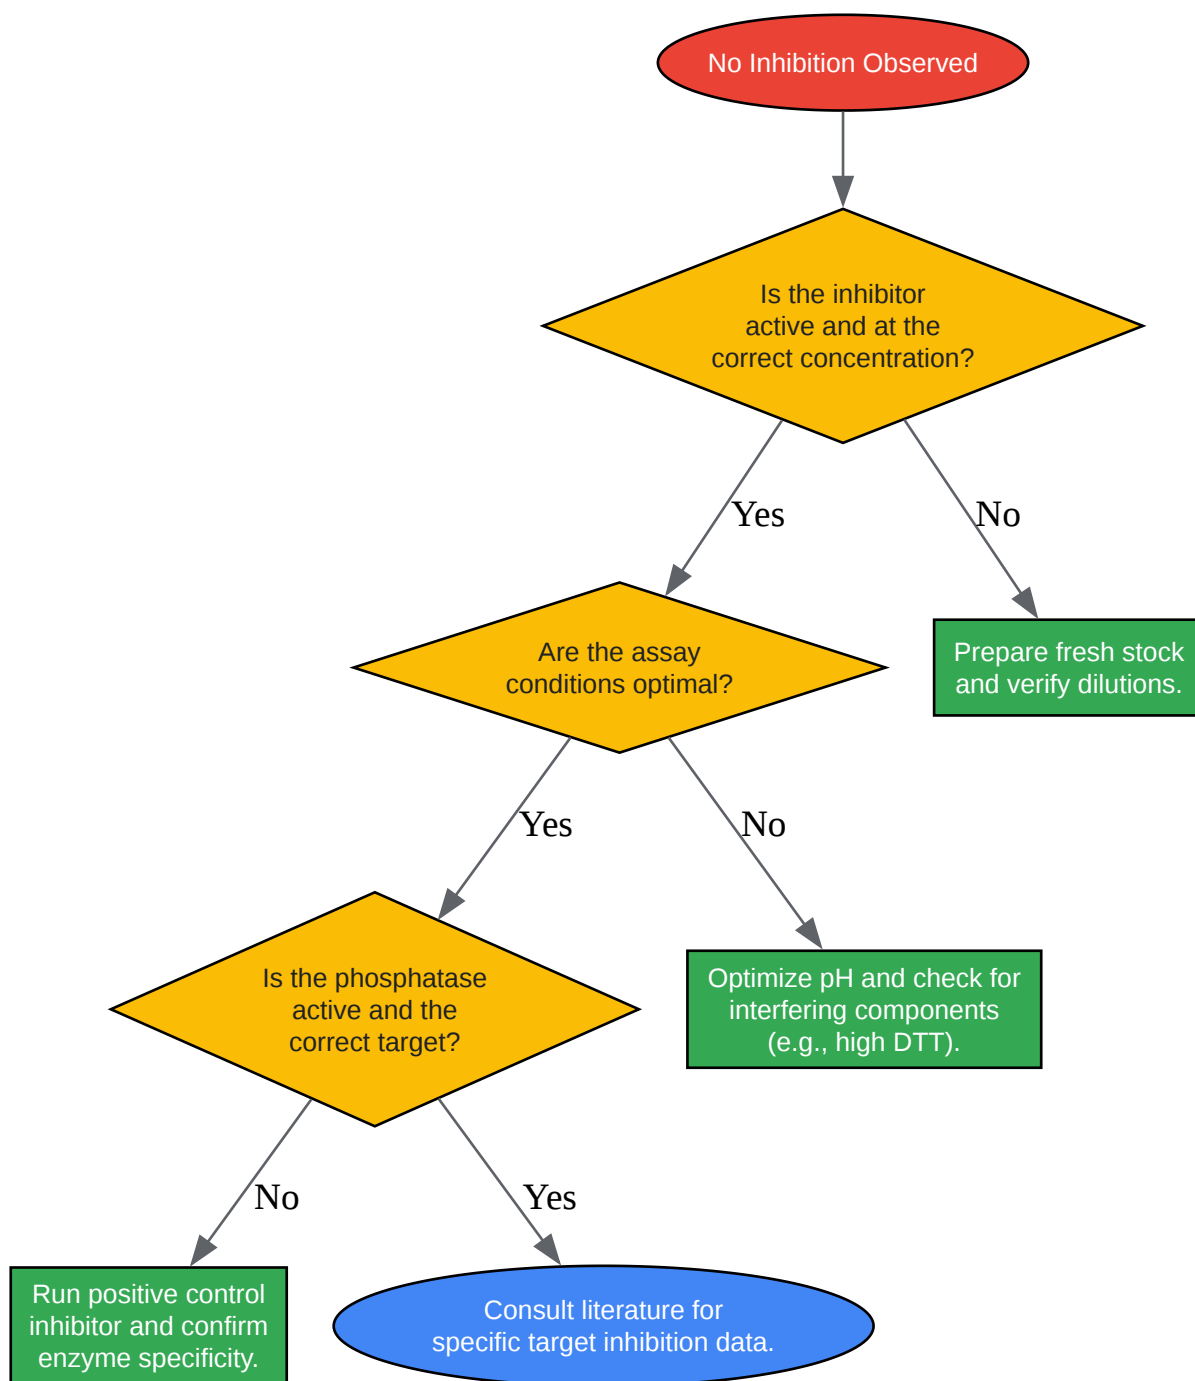 No Inhibition Observed
Is the inhibitor
active and at the
correct concentration?
Yes
No
Are the assay
conditions optimal?
Prepare fresh stock
and verify dilutions.
Yes
No
Is the phosphatase
active and the
correct target?
Optimize pH and check for
interfering components
(e.g., high DTT).
No
Yes
Run positive control
inhibitor and confirm
enzyme specificity.
Consult literature for
specific target inhibition data.